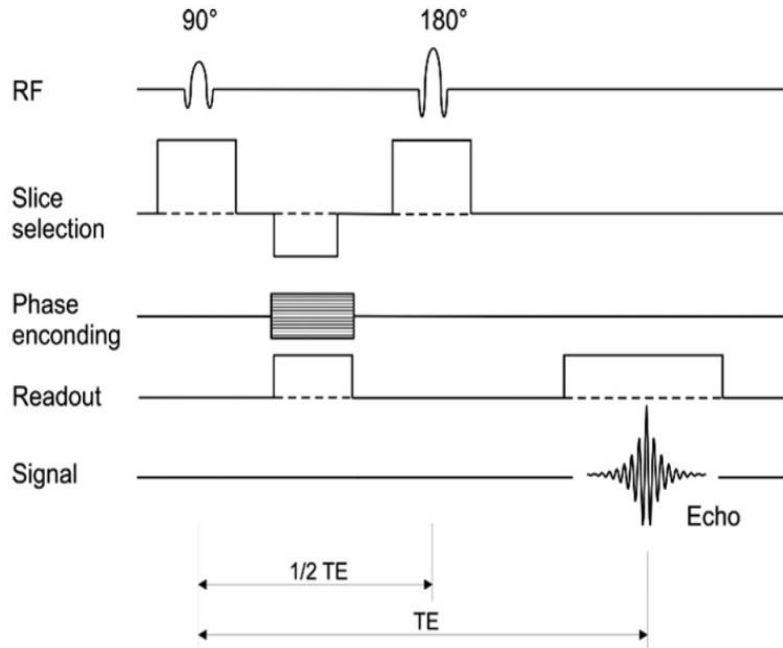 90°
180°
RF
Slice
selection
Phase
enconding
Readout
Signal
Echo
1/2 TE
TE